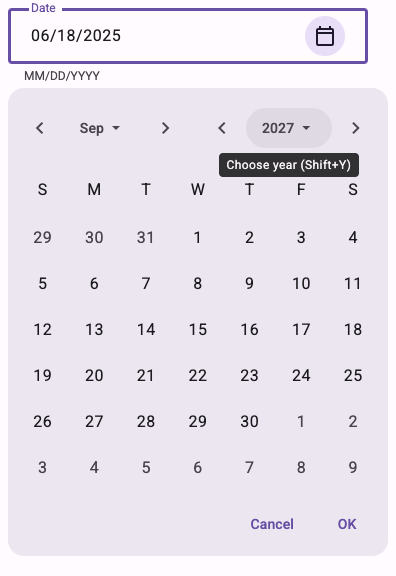 Date
06/18/2025
MM/DD/YYYY
Sep 2027
Choose year (Shift+Y)
S M T W T F S
29 30 31 1 2 3 4
5 6 7 8 9 10 11
12 13 14 15 16 17 18
19 20 21 22 23 24 25
26 27 28 29 30 1 2
3 4 5 6 7 8 9
Cancel OK